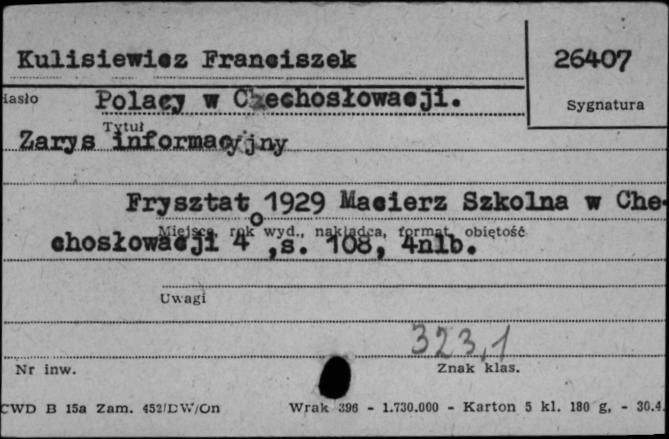 Kulisiewicz Franciszek
26407
iasło
Polacy w Czechosłowacji.
Sygnatura
Tytuł
Zarys informacyjny
Frysztat 1929 Macierz Szkolna w Che-
Miejsce, rok wyd., nakładca, format, objętość
chosłowacji 4o ,s. 108, 4nlb.
Uwagi
323,1
Nr inw.
Znak klas.
CWD B 15a Zam. 452/DW/On
Wrak 396 - 1.730.000 - Karton 5 kl. 180 g, - 30.4.